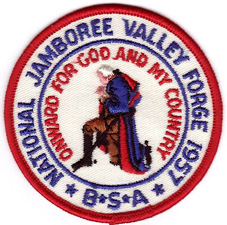 NATIONAL JAMBOREE VALLEY FORGE 1957
ONWARD FOR GOD AND MY COUNTRY
★ B★S★A ★